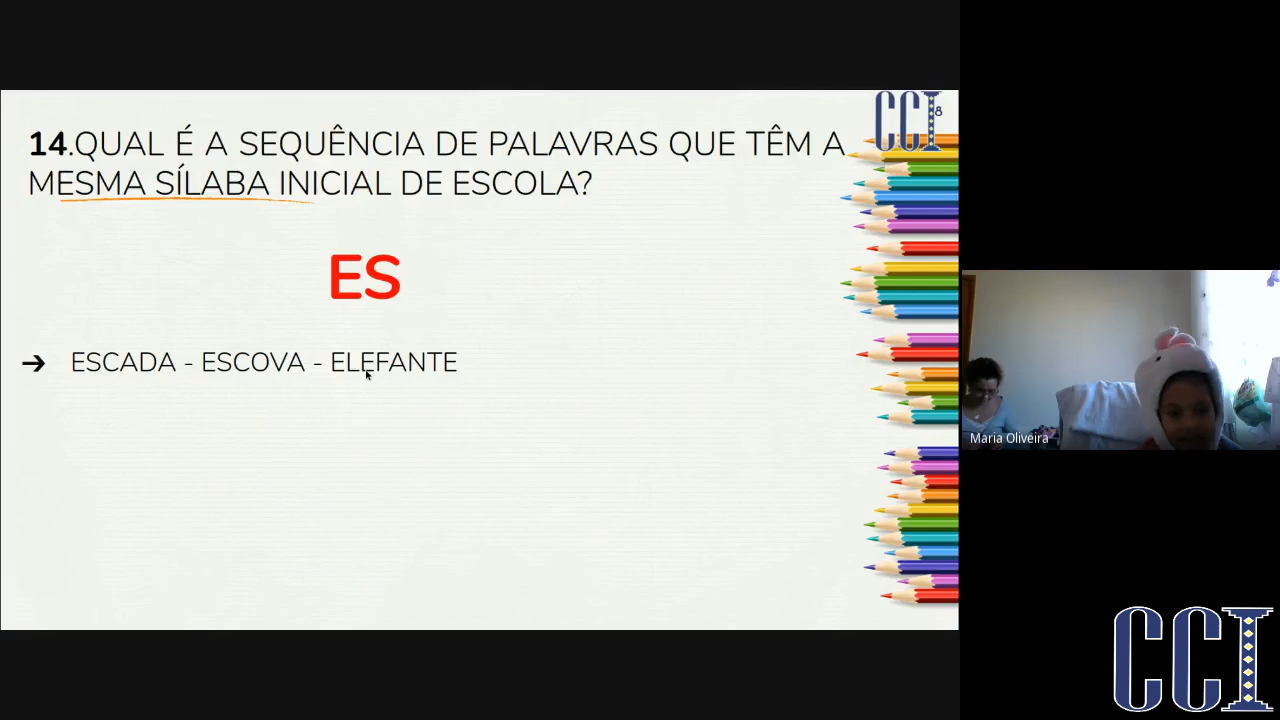 CCI
8
14.QUAL É A SEQUÊNCIA DE PALAVRAS QUE TÊM A
MESMA SÍLABA INICIAL DE ESCOLA?
ES
➔ ESCADA - ESCOVA - ELEFANTE
Maria Oliveira
CCI